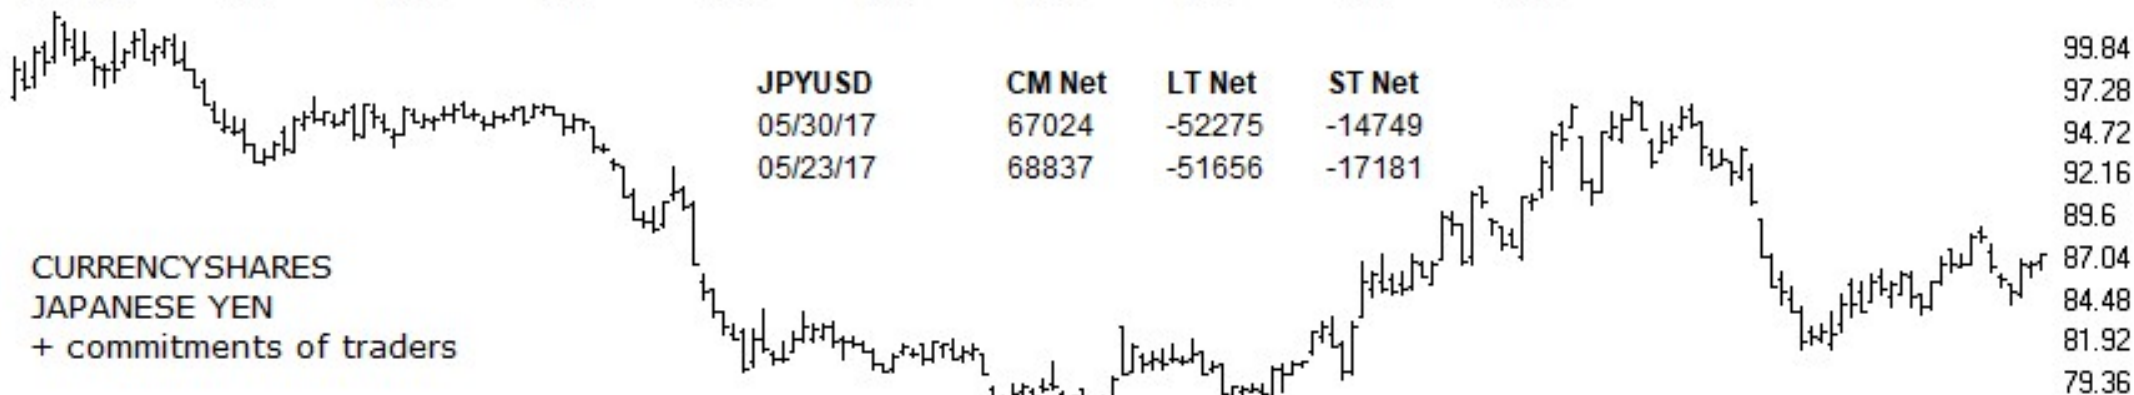 JPYUSD CM Net LT Net ST Net
05/30/17 67024 -52275 -14749
05/23/17 68837 -51656 -17181
CURRENCYSHARES
JAPANESE YEN
+ commitments of traders
99.84
97.28
94.72
92.16
89.6
87.04
84.48
81.92
79.36